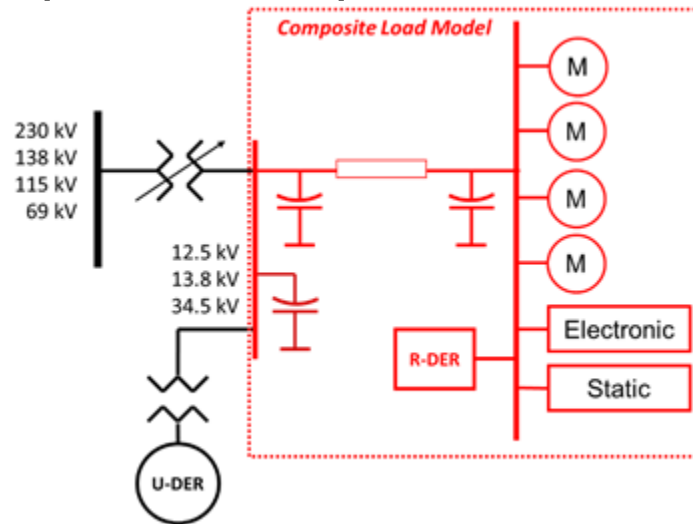 Composite Load Model
230 kV
138 kV
115 kV
69 kV
M
M
M
M
12.5 kV
13.8 kV
34.5 kV
Electronic
R-DER
Static
U-DER